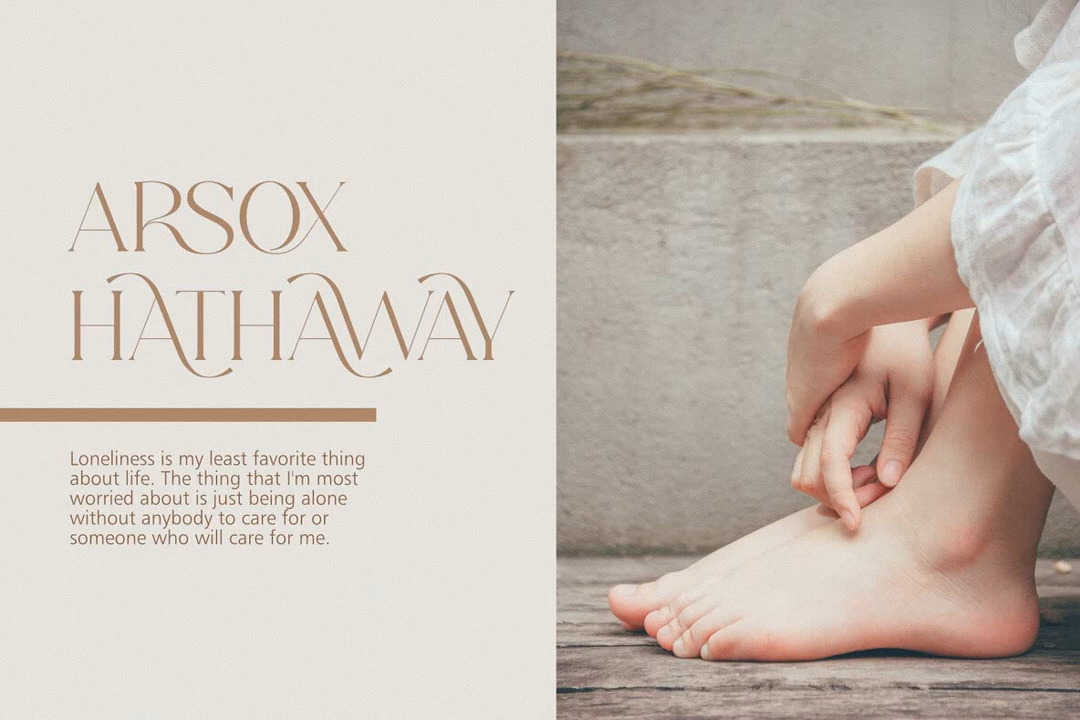 ARSOX
HATHAWAY
Loneliness is my least favorite thing
about life. The thing that I'm most
worried about is just being alone
without anybody to care for or
someone who will care for me.